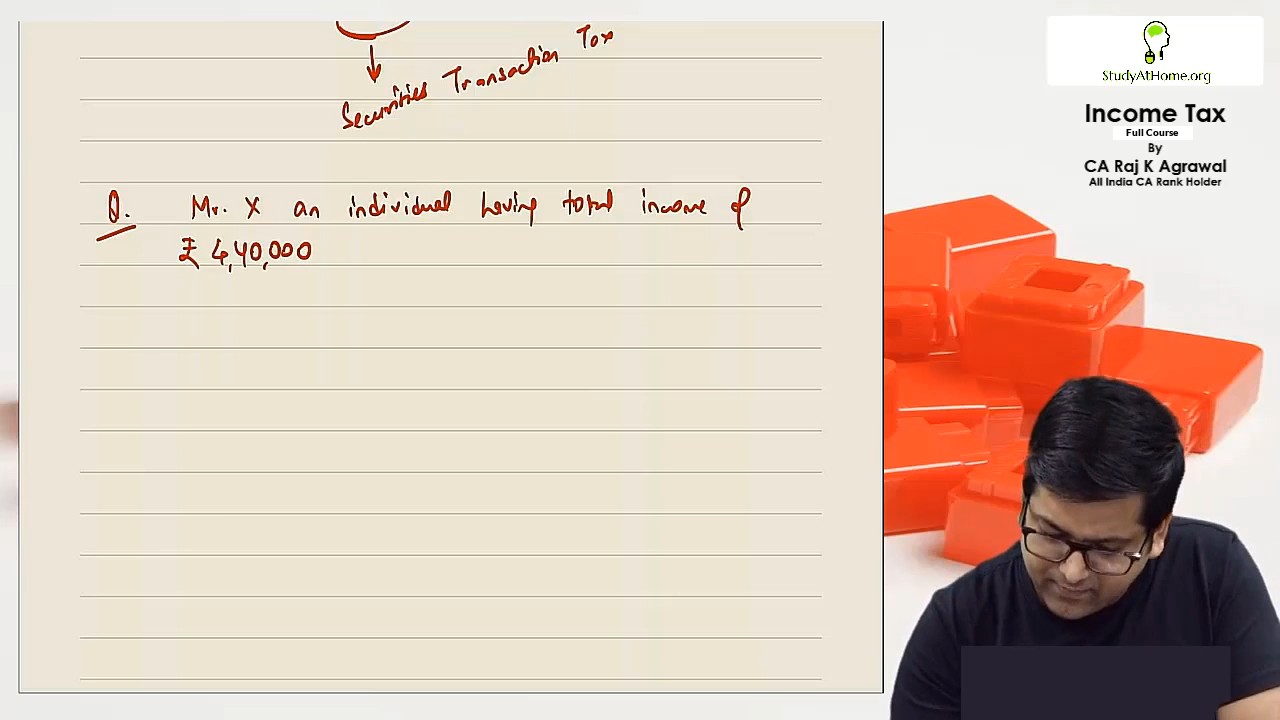 Securities Transaction Tax
Q. Mr. X an individual having total income of
₹ 4,40,000
StudyAtHome.org
Income Tax
Full Course
By
CA Raj K Agrawal
All India CA Rank Holder